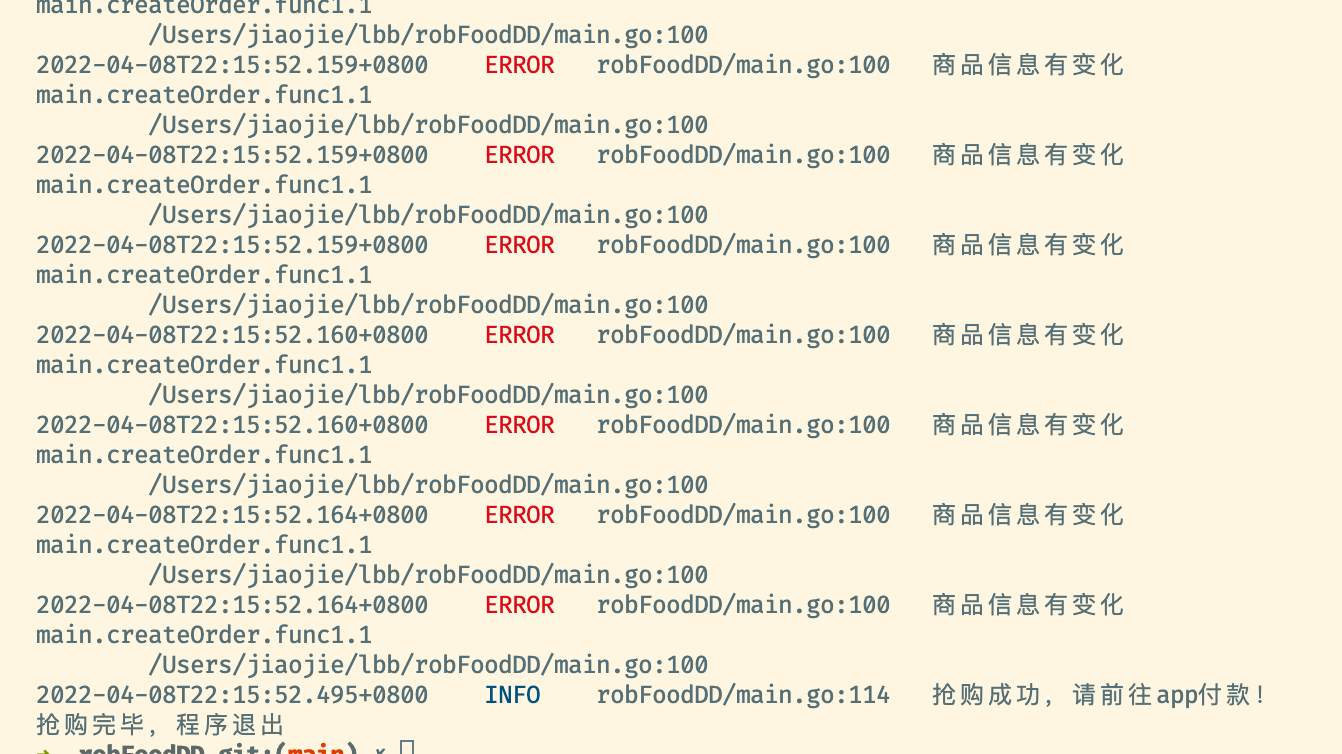 main.createOrder.func1.1
/Users/jiaojie/lbb/robFoodDD/main.go:100
2022-04-08T22:15:52.159+0800 ERROR robFoodDD/main.go:100 商品信息有变化
main.createOrder.func1.1
/Users/jiaojie/lbb/robFoodDD/main.go:100
2022-04-08T22:15:52.159+0800 ERROR robFoodDD/main.go:100 商品信息有变化
main.createOrder.func1.1
/Users/jiaojie/lbb/robFoodDD/main.go:100
2022-04-08T22:15:52.159+0800 ERROR robFoodDD/main.go:100 商品信息有变化
main.createOrder.func1.1
/Users/jiaojie/lbb/robFoodDD/main.go:100
2022-04-08T22:15:52.160+0800 ERROR robFoodDD/main.go:100 商品信息有变化
main.createOrder.func1.1
/Users/jiaojie/lbb/robFoodDD/main.go:100
2022-04-08T22:15:52.160+0800 ERROR robFoodDD/main.go:100 商品信息有变化
main.createOrder.func1.1
/Users/jiaojie/lbb/robFoodDD/main.go:100
2022-04-08T22:15:52.164+0800 ERROR robFoodDD/main.go:100 商品信息有变化
main.createOrder.func1.1
/Users/jiaojie/lbb/robFoodDD/main.go:100
2022-04-08T22:15:52.164+0800 ERROR robFoodDD/main.go:100 商品信息有变化
main.createOrder.func1.1
/Users/jiaojie/lbb/robFoodDD/main.go:100
2022-04-08T22:15:52.495+0800 INFO robFoodDD/main.go:114 抢购成功，请前往app付款！
抢购完毕，程序退出
→ robFoodDD git:(main) ✗